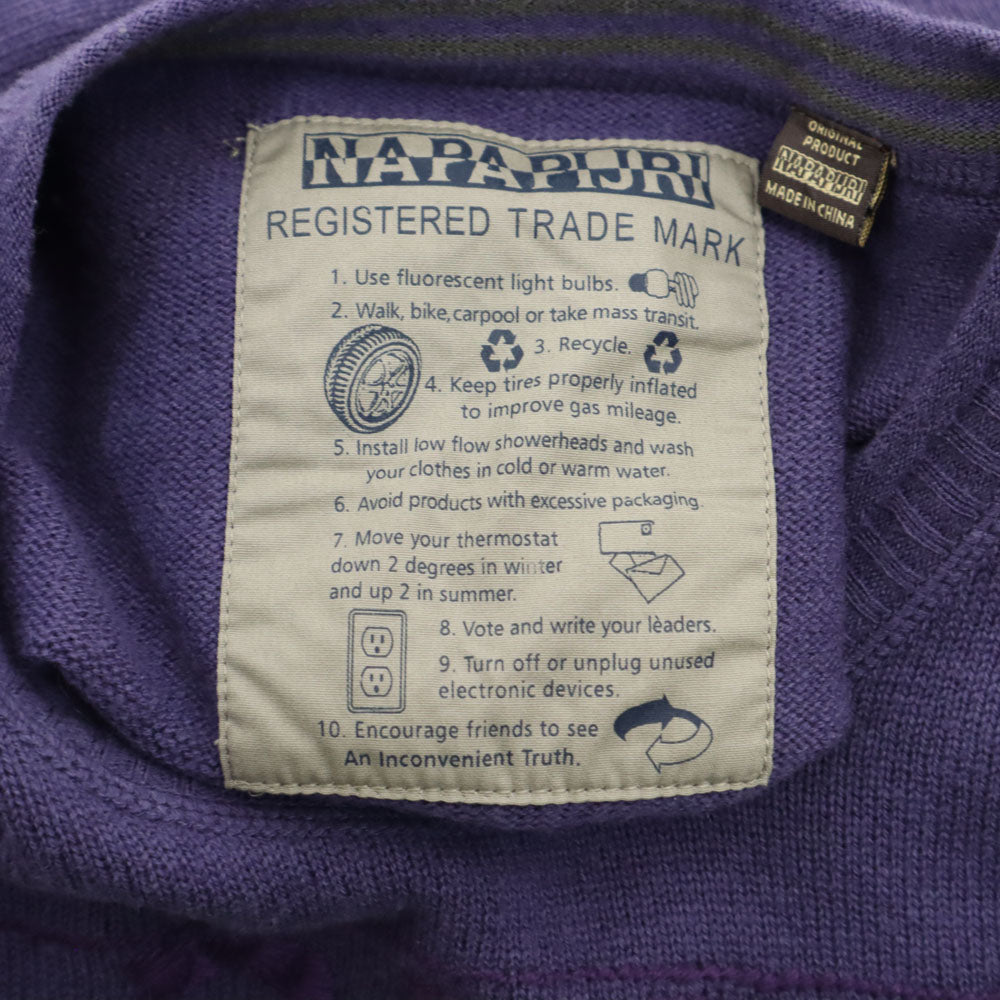 NAPAPIJRI
REGISTERED TRADE MARK
1. Use fluorescent light bulbs.
2. Walk, bike, carpool or take mass transit.
3. Recycle.
4. Keep tires properly inflated
to improve gas mileage.
5. Install low flow showerheads and wash
your clothes in cold or warm water.
6. Avoid products with excessive packaging.
7. Move your thermostat
down 2 degrees in winter
and up 2 in summer.
8. Vote and write your leaders.
9. Turn off or unplug unused
electronic devices.
10. Encourage friends to see
An Inconvenient Truth.
ORIGINAL
PRODUCT
NAPAPIJRI
MADE IN CHINA